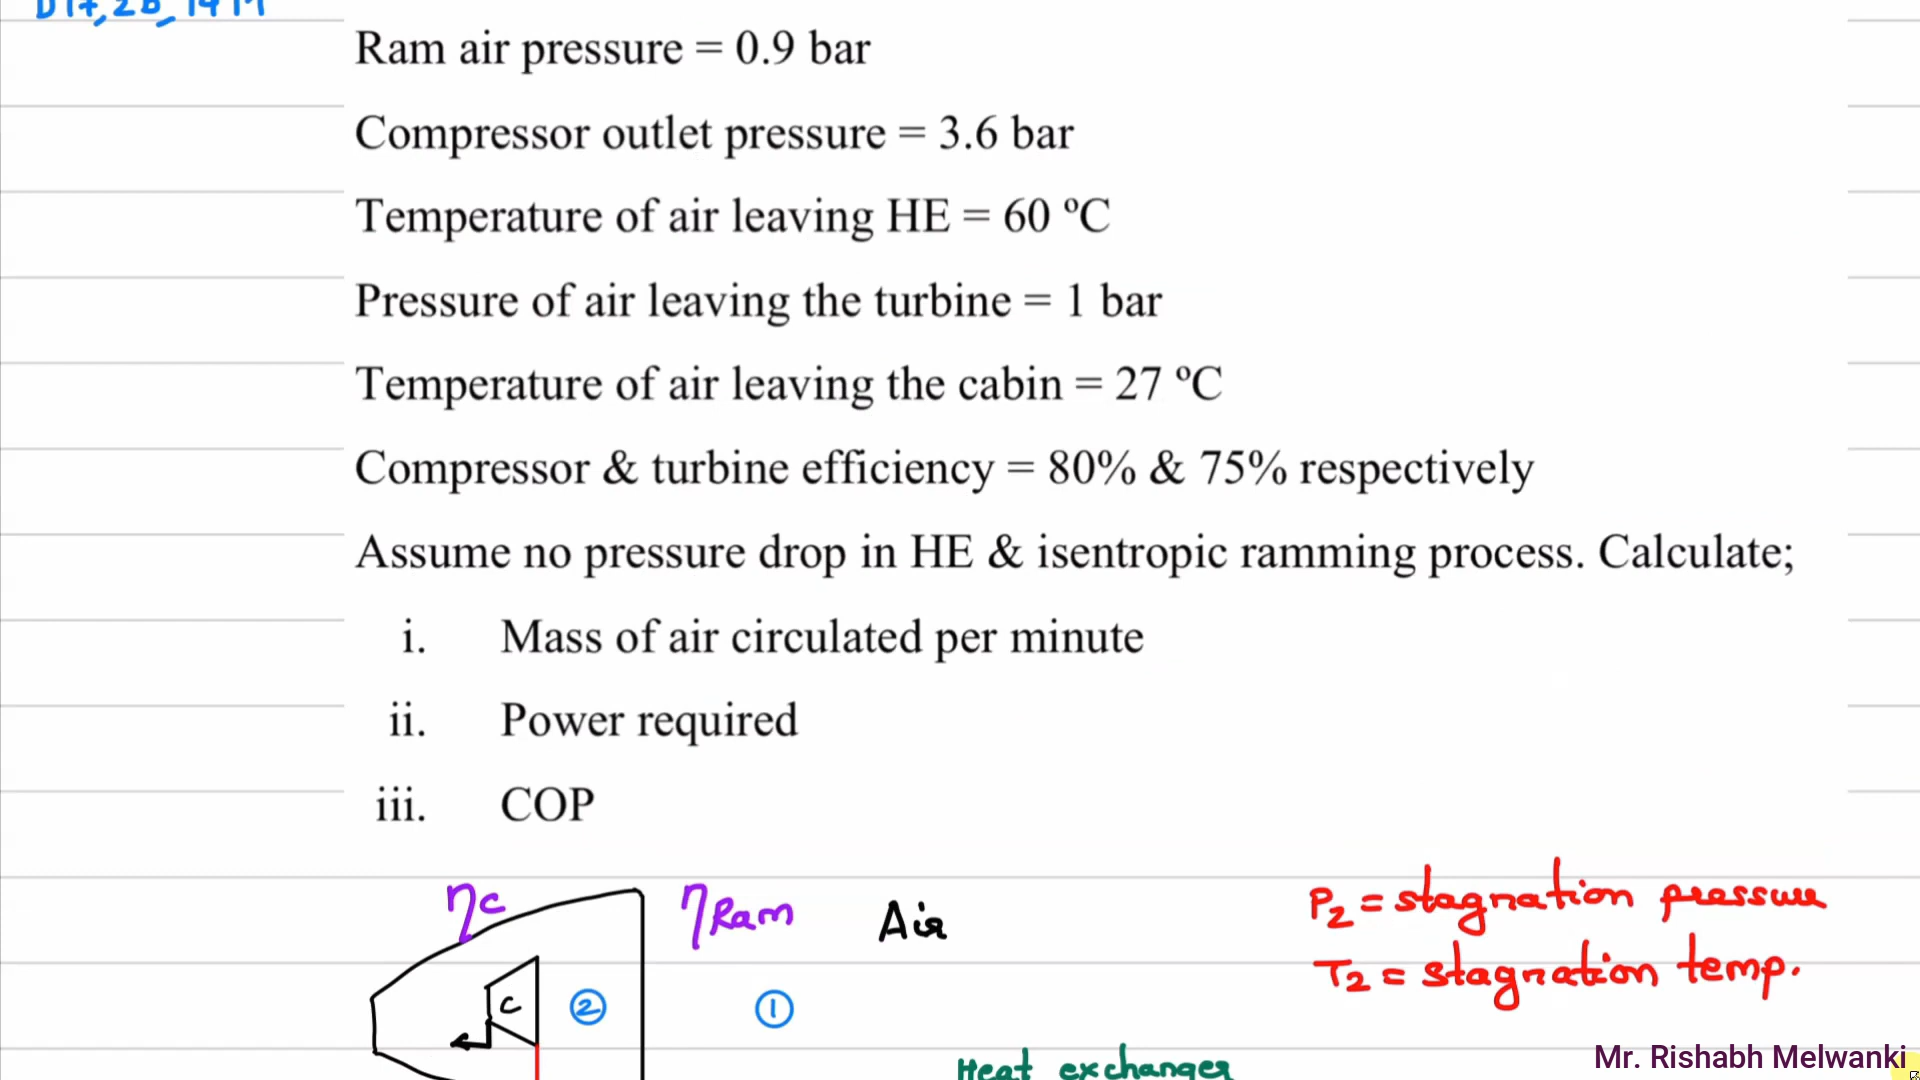 Ram air pressure = 0.9 bar
Compressor outlet pressure = 3.6 bar
Temperature of air leaving HE = 60 ºC
Pressure of air leaving the turbine = 1 bar
Temperature of air leaving the cabin = 27 ºC
Compressor & turbine efficiency = 80% & 75% respectively
Assume no pressure drop in HE & isentropic ramming process. Calculate;
i. Mass of air circulated per minute
ii. Power required
iii. COP
ηc ηRam Air
P2 = stagnation pressure
T2 = stagnation temp.
C 2 1
Heat exchanger
Mr. Rishabh Melwanki